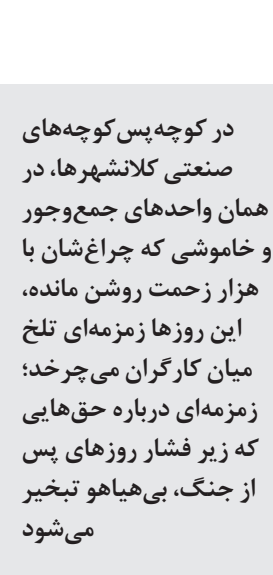 در کوچه‌پس‌کوچه‌های
صنعتی کلانشهرها، در
همان واحدهای جمع‌وجور
و خاموشی که چراغ‌شان با
هزار زحمت روشن مانده،
این روزها زمزمه‌ای تلخ
میان کارگران می‌چرخد؛
زمزمه‌ای درباره حق‌هایی
که زیر فشار روزهای پس
از جنگ، بی‌هیاهو تبخیر
می‌شود